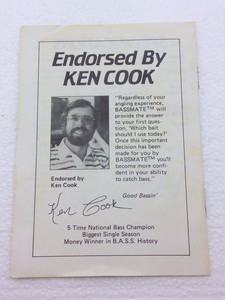 Endorsed By
KEN COOK
"Regardless of your
angling experience,
BASSMATE™ will
provide the answer
to your first ques-
tion, 'Which bait
should I use today?'
Once this important
decision has been
made for you by
BASSMATE™ you'll
become more confi-
dent in your ability
to catch bass."
Good Bassin'
Endorsed by
Ken Cook
Ken Cook
5 Time National Bass Champion
Biggest Single Season
Money Winner in B.A.S.S. History